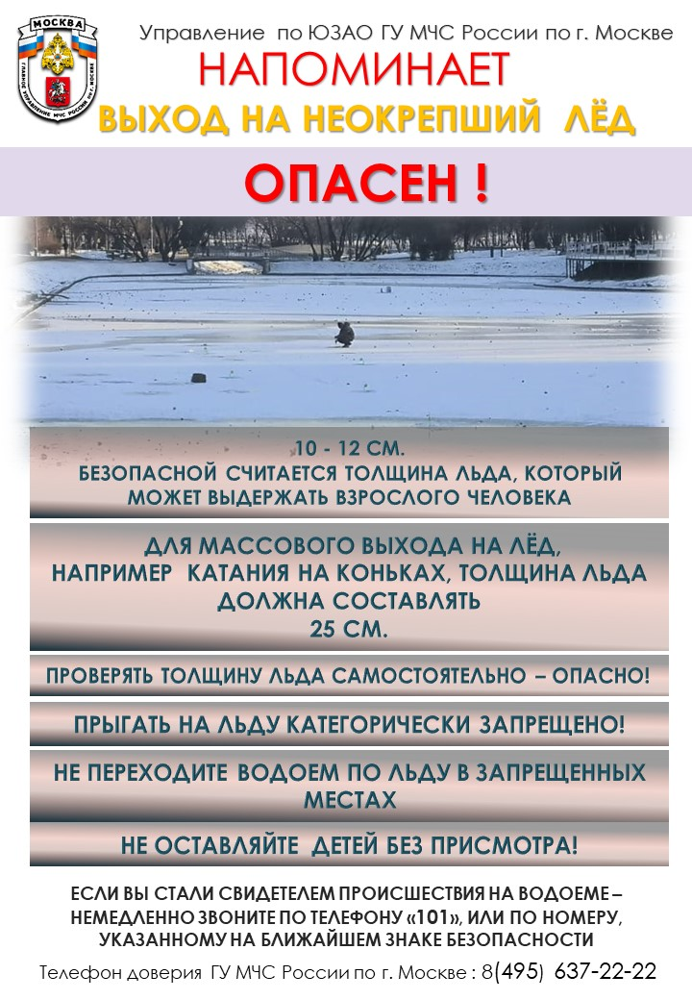 МОСКВА
ГЛАВНОЕ УПРАВЛЕНИЕ МЧС РОССИИ ПО Г. МОСКВЕ
Управление по ЮЗАО ГУ МЧС России по г. Москве
НАПОМИНАЕТ
ВЫХОД НА НЕОКРЕПШИЙ ЛЁД
ОПАСЕН !
10 - 12 СМ.
БЕЗОПАСНОЙ СЧИТАЕТСЯ ТОЛЩИНА ЛЬДА, КОТОРЫЙ
МОЖЕТ ВЫДЕРЖАТЬ ВЗРОСЛОГО ЧЕЛОВЕКА
ДЛЯ МАССОВОГО ВЫХОДА НА ЛЁД,
НАПРИМЕР КАТАНИЯ НА КОНЬКАХ, ТОЛЩИНА ЛЬДА
ДОЛЖНА СОСТАВЛЯТЬ
25 СМ.
ПРОВЕРЯТЬ ТОЛЩИНУ ЛЬДА САМОСТОЯТЕЛЬНО – ОПАСНО!
ПРЫГАТЬ НА ЛЬДУ КАТЕГОРИЧЕСКИ ЗАПРЕЩЕНО!
НЕ ПЕРЕХОДИТЕ ВОДОЕМ ПО ЛЬДУ В ЗАПРЕЩЕННЫХ
МЕСТАХ
НЕ ОСТАВЛЯЙТЕ ДЕТЕЙ БЕЗ ПРИСМОТРА!
ЕСЛИ ВЫ СТАЛИ СВИДЕТЕЛЕМ ПРОИСШЕСТВИЯ НА ВОДОЕМЕ –
НЕМЕДЛЕННО ЗВОНИТЕ ПО ТЕЛЕФОНУ «101», ИЛИ ПО НОМЕРУ,
УКАЗАННОМУ НА БЛИЖАЙШЕМ ЗНАКЕ БЕЗОПАСНОСТИ
Телефон доверия ГУ МЧС России по г. Москве : 8(495) 637-22-22